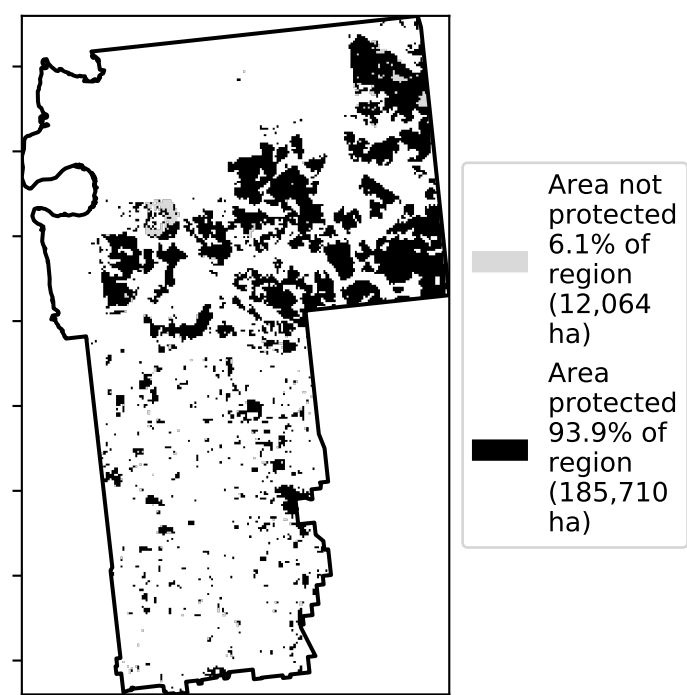 Area not
protected
6.1% of
region
(12,064
ha)
Area
protected
93.9% of
region
(185,710
ha)